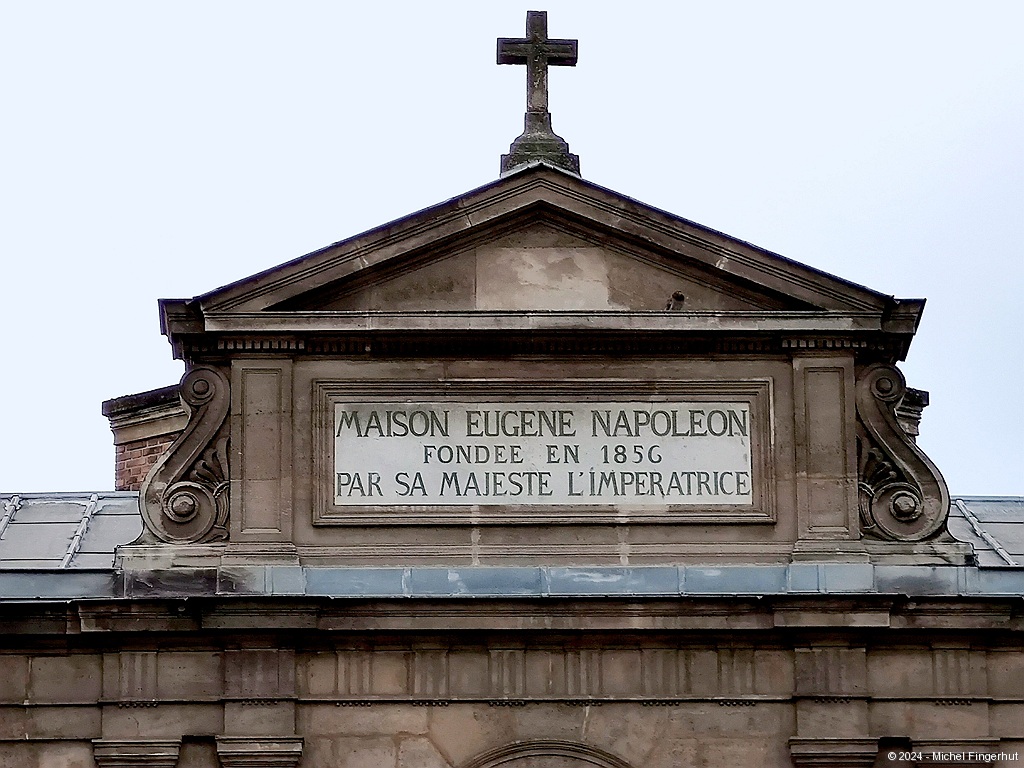 MAISON EUGENE NAPOLEON
FONDEE EN 1856
PAR SA MAJESTE L'IMPERATRICE
© 2024 - Michel Fingerhut